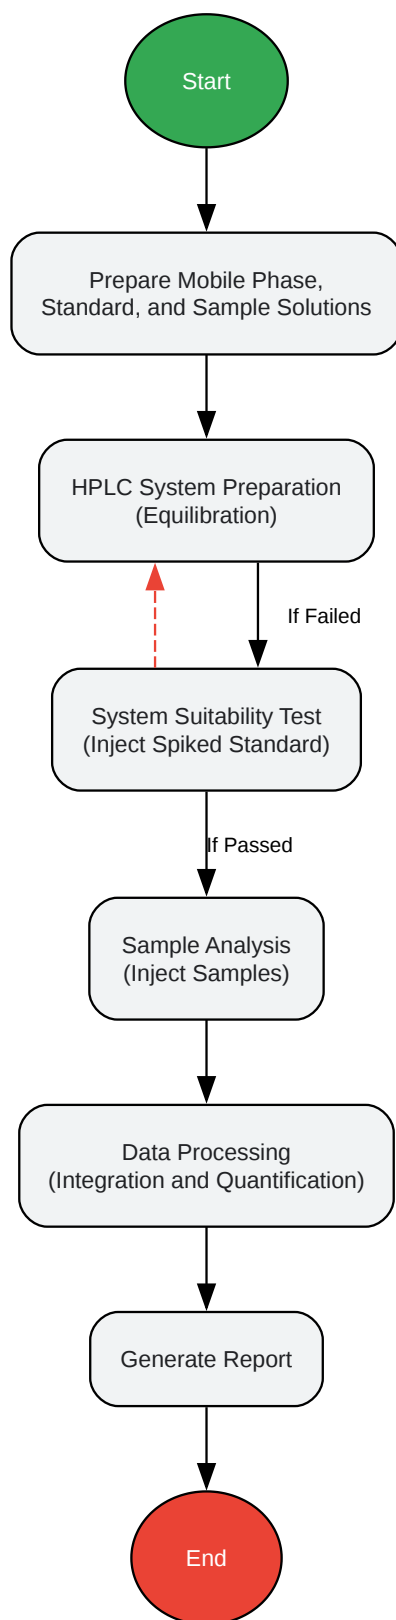 Start
Prepare Mobile Phase,
Standard, and Sample Solutions
HPLC System Preparation
(Equilibration)
If Failed
System Suitability Test
(Inject Spiked Standard)
If Passed
Sample Analysis
(Inject Samples)
Data Processing
(Integration and Quantification)
Generate Report
End